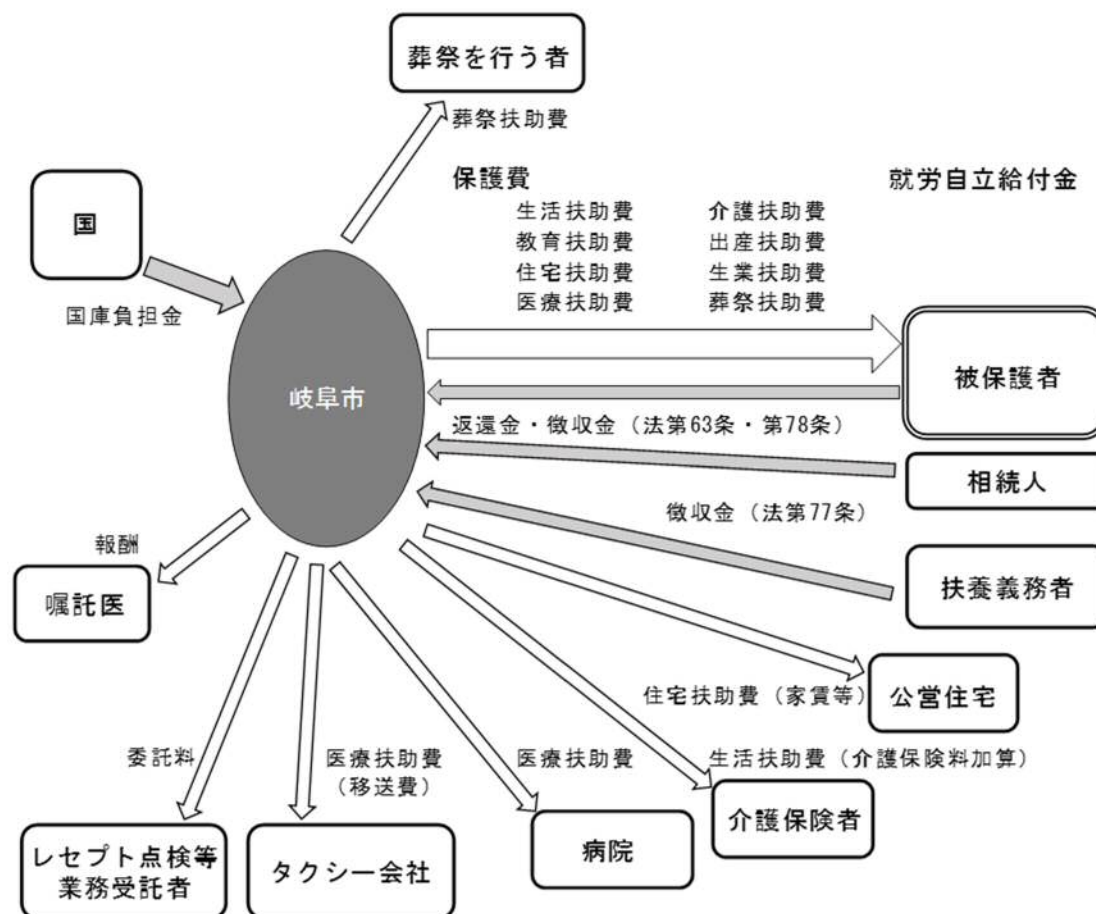 葬祭を行う者
葬祭扶助費
国
国庫負担金
保護費
生活扶助費 介護扶助費
教育扶助費 出産扶助費
住宅扶助費 生業扶助費
医療扶助費 葬祭扶助費
就労自立給付金
岐阜市
被保護者
返還金・徴収金（法第63条・第78条）
相続人
徴収金（法第77条）
扶養義務者
報酬
嘱託医
住宅扶助費（家賃等）
公営住宅
委託料
医療扶助費
（移送費）
医療扶助費
生活扶助費（介護保険料加算）
介護保険者
レセプト点検等
業務受託者
タクシー会社
病院